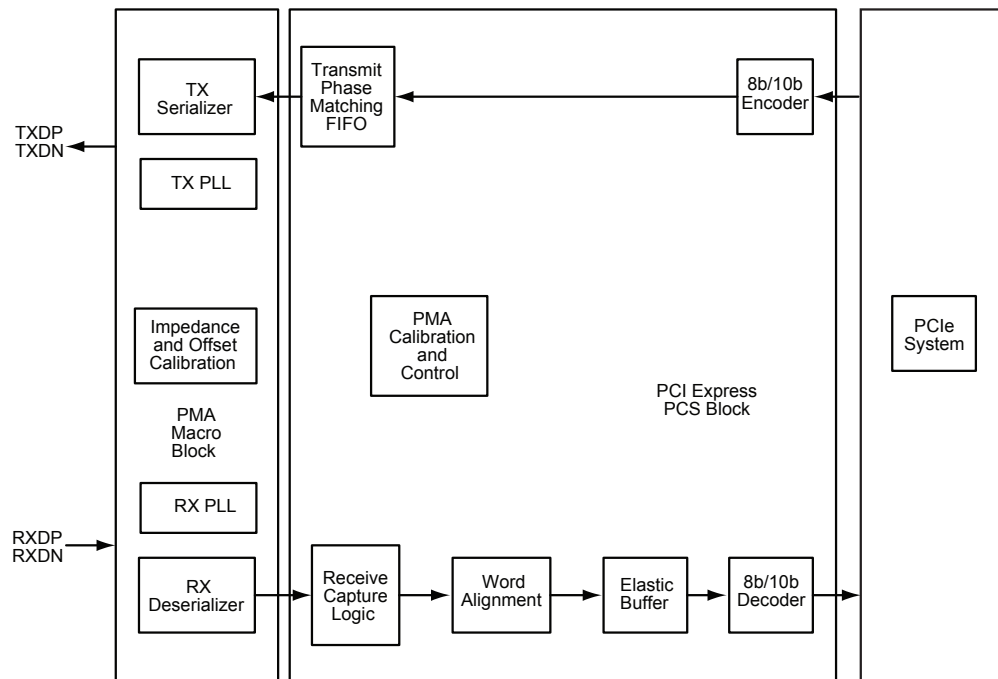 TX
Serializer
Transmit
Phase
Matching
FIFO
8b/10b
Encoder
TXDP
TXDN
TX PLL
Impedance
and Offset
Calibration
PMA
Calibration
and
Control
PCIe
System
PCI Express
PCS Block
PMA
Macro
Block
RX PLL
RXDP
RXDN
RX
Deserializer
Receive
Capture
Logic
Word
Alignment
Elastic
Buffer
8b/10b
Decoder